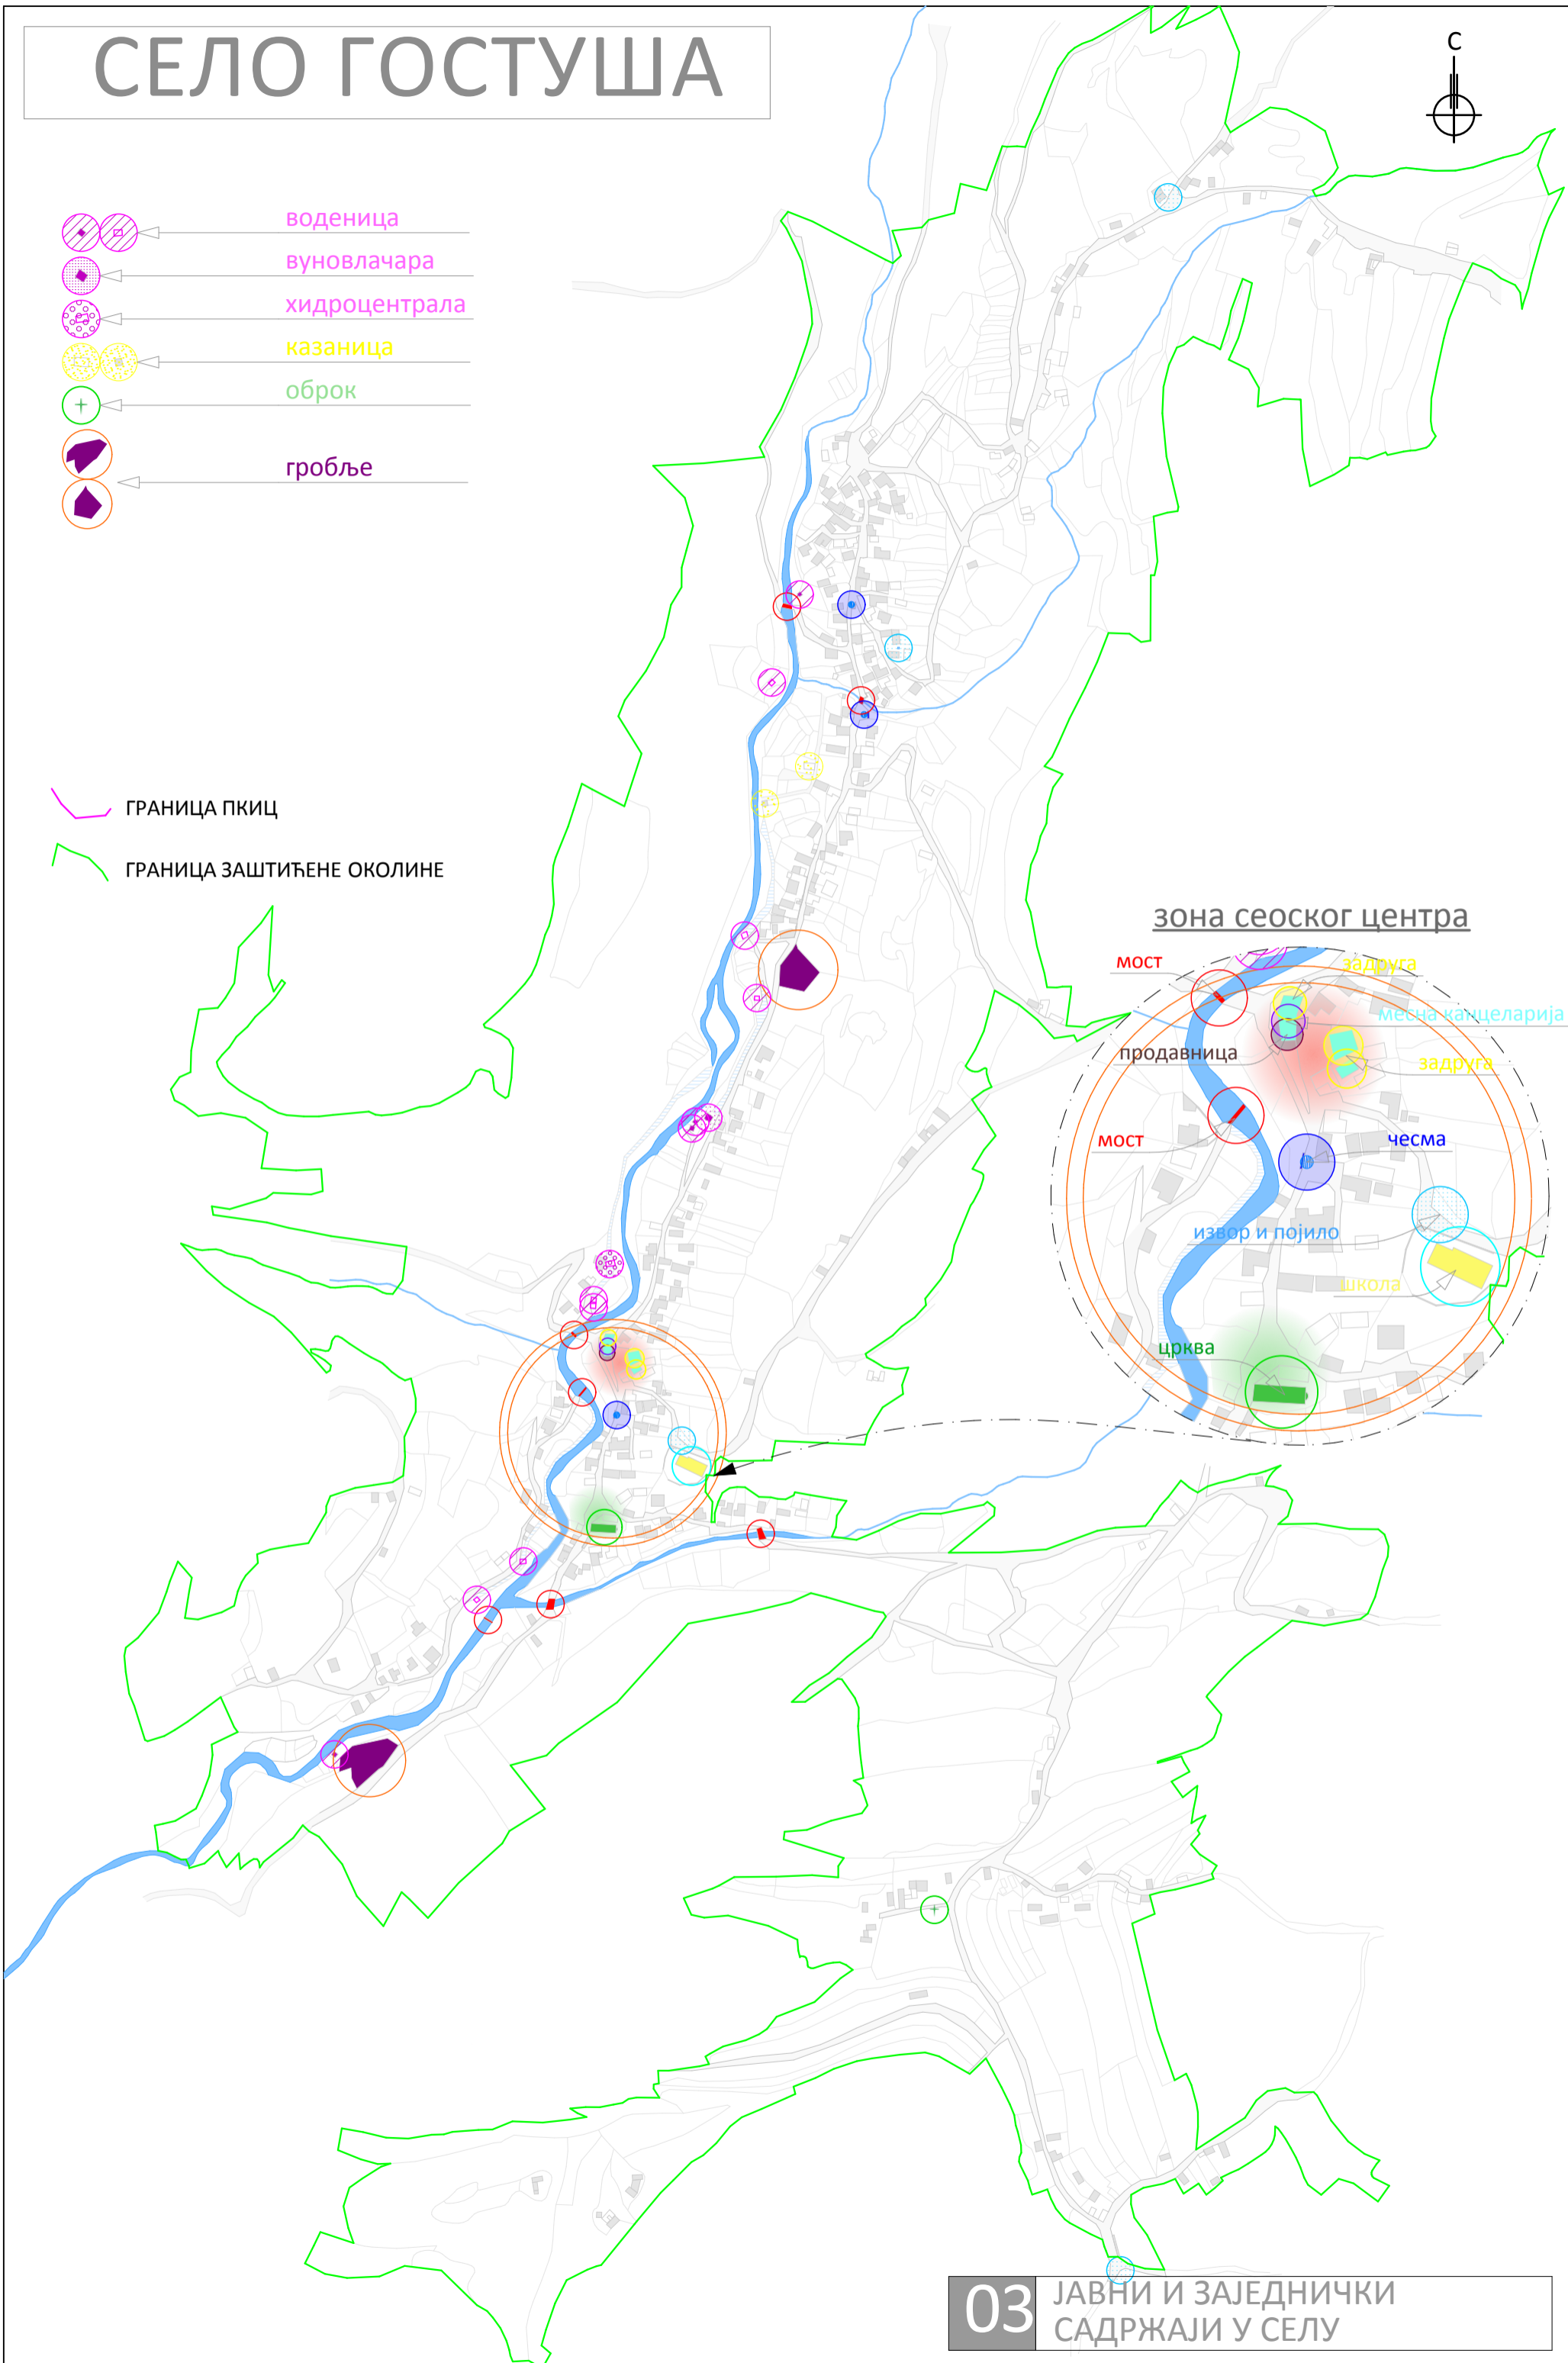 СЕЛО ГОСТУША
С
воденица
вуновлачара
хидроцентрала
казаница
оброк
гробље
ГРАНИЦА ПКИЦ
ГРАНИЦА ЗАШТИЋЕНЕ ОКОЛИНЕ
зона сеоског центра
мост
задруга
месна канцеларија
продавница
задруга
мост
чесма
извор и појило
школа
црква
03
ЈАВНИ И ЗАЈЕДНИЧКИ
САДРЖАЈИ У СЕЛУ